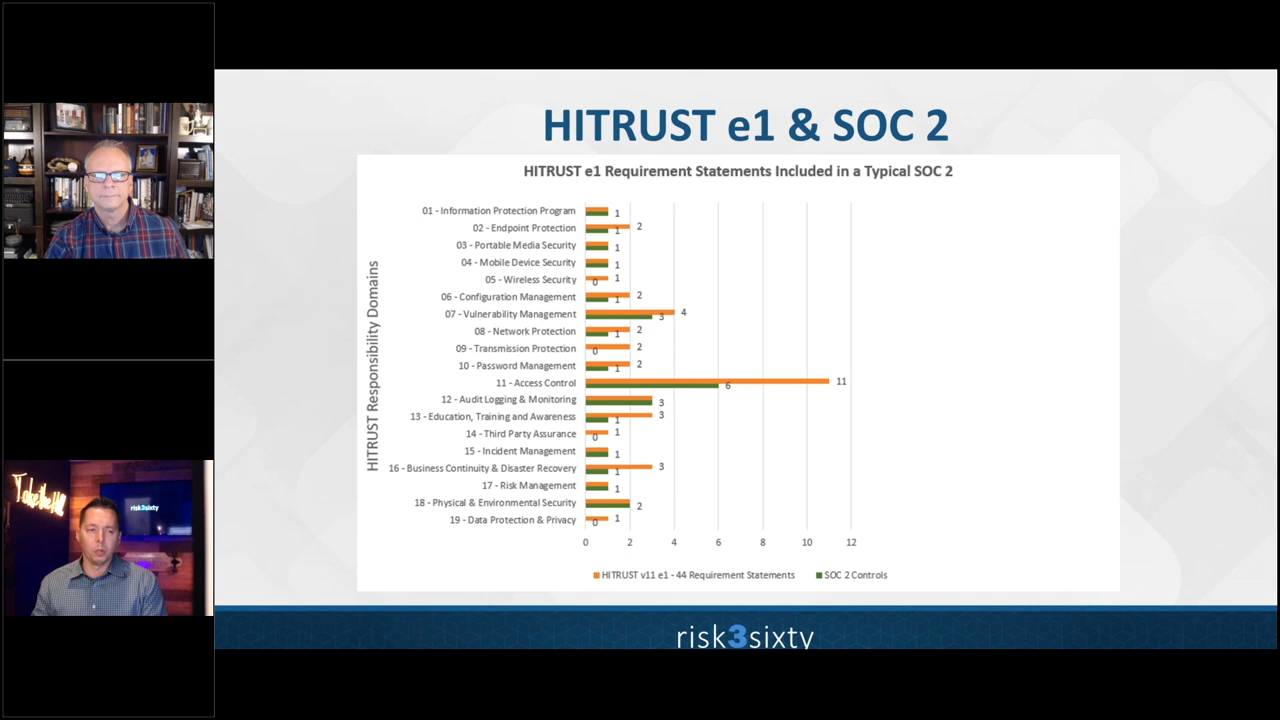 HITRUST e1 & SOC 2
HITRUST e1 Requirement Statements Included in a Typical SOC 2
HITRUST Responsibility Domains
01 - Information Protection Program 1
02 - Endpoint Protection 2 1
03 - Portable Media Security 1
04 - Mobile Device Security 1
05 - Wireless Security 1 0
06 - Configuration Management 2 1
07 - Vulnerability Management 4 3
08 - Network Protection 2 1
09 - Transmission Protection 2 0
10 - Password Management 2 1
11 - Access Control 11 6
12 - Audit Logging & Monitoring 3
13 - Education, Training and Awareness 3 1
14 - Third Party Assurance 1 0
15 - Incident Management 1
16 - Business Continuity & Disaster Recovery 3 1
17 - Risk Management 1
18 - Physical & Environmental Security 2
19 - Data Protection & Privacy 1 0
0 2 4 6 8 10 12
HITRUST v11 e1 - 44 Requirement Statements SOC 2 Controls
risk3sixty
Take the Hill
risk3sixty